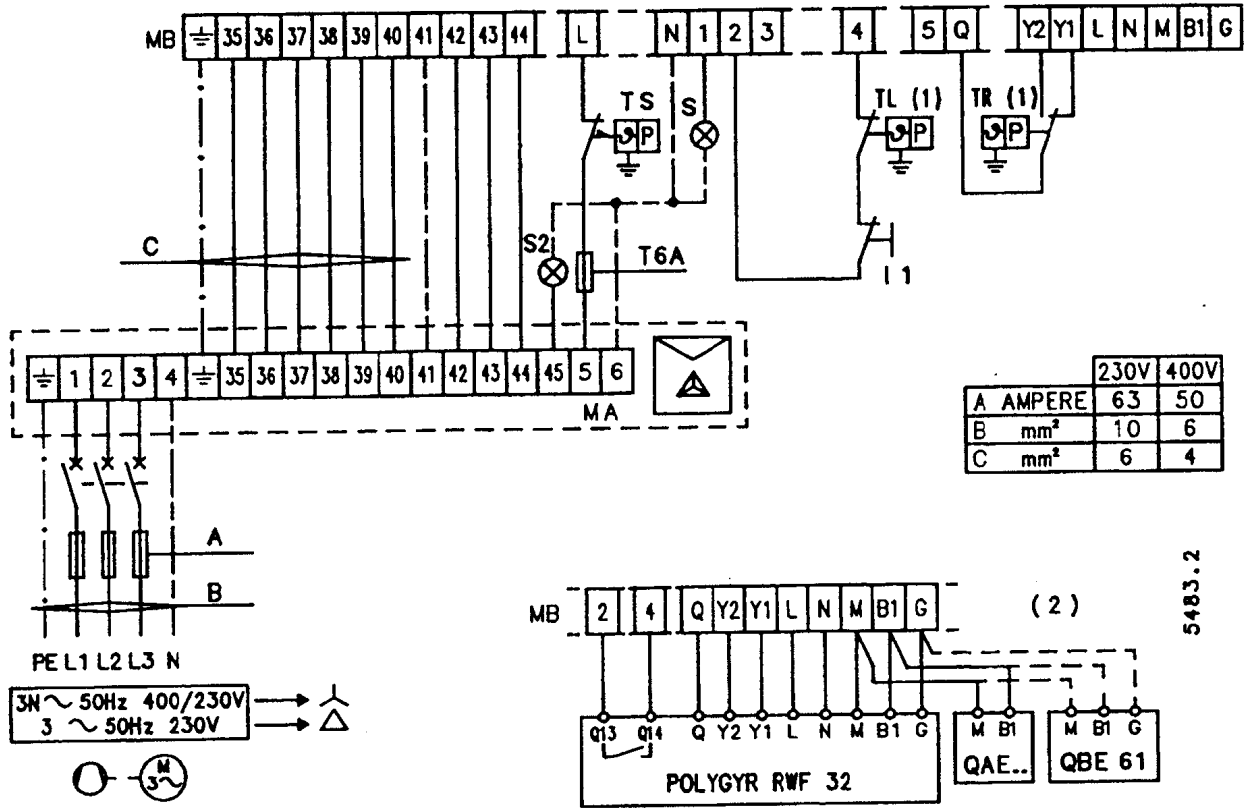 MB ⏚ 35 36 37 38 39 40 41 42 43 44 L N 1 2 3 4 5 Q Y2 Y1 L N M B1 G
TS
P
S
TL (1)
P
TR (1)
P
C
S2
T6A
I 1
⏚ 1 2 3 4 ⏚ 35 36 37 38 39 40 41 42 43 44 45 5 6
MA
230V 400V
A AMPERE 63 50
B mm² 10 6
C mm² 6 4
A
B
PE L1 L2 L3 N
3N ~ 50Hz 400/230V
3 ~ 50Hz 230V
M
3~
MB 2 4 Q Y2 Y1 L N M B1 G
(2)
5483.2
Q13 Q14 Q Y2 Y1 L N M B1 G
POLYGYR RWF 32
M B1
QAE..
M B1 G
QBE 61